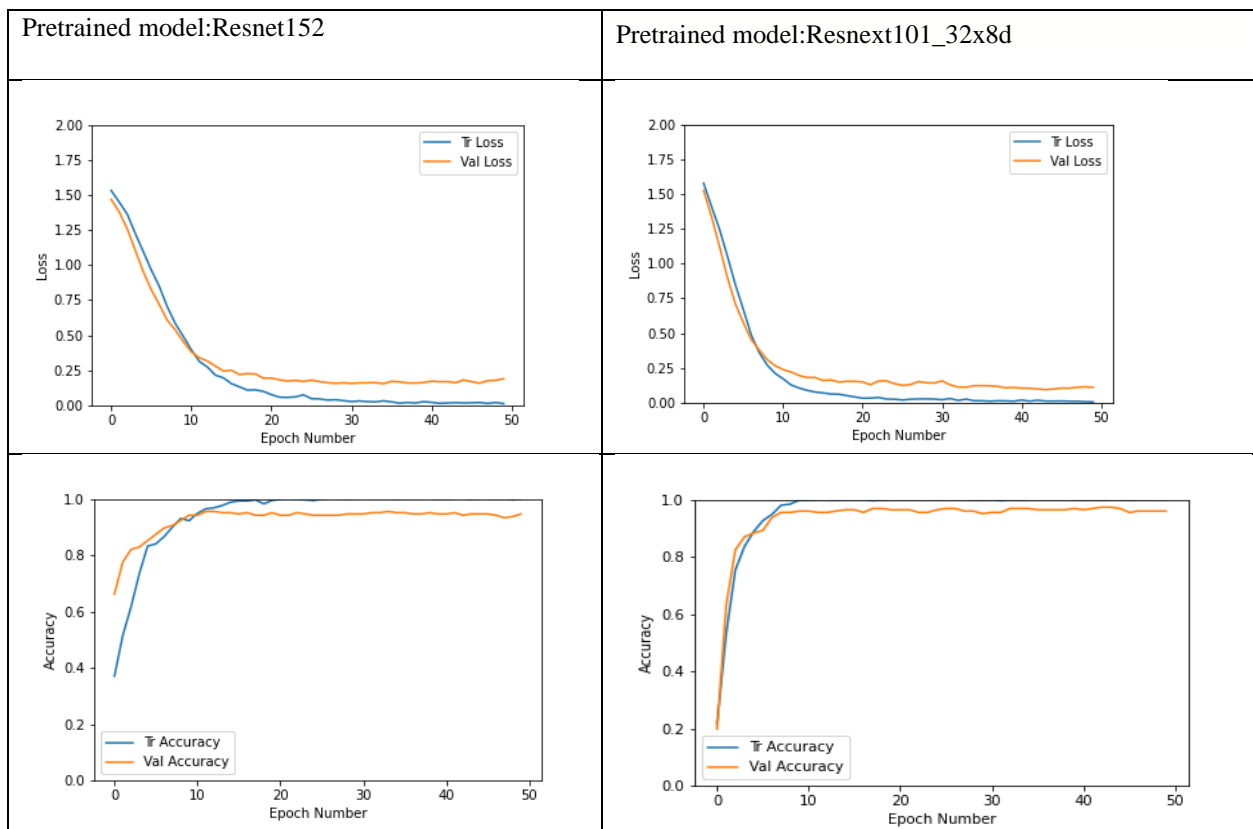 Pretrained model:Resnet152
Pretrained model:Resnext101_32x8d
2.00
1.75
1.50
1.25
1.00
0.75
0.50
0.25
0.00
Loss
Tr Loss
Val Loss
0 10 20 30 40 50
Epoch Number
2.00
1.75
1.50
1.25
1.00
0.75
0.50
0.25
0.00
Loss
Tr Loss
Val Loss
0 10 20 30 40 50
Epoch Number
1.0
0.8
0.6
0.4
0.2
0.0
Accuracy
Tr Accuracy
Val Accuracy
0 10 20 30 40 50
Epoch Number
1.0
0.8
0.6
0.4
0.2
0.0
Accuracy
Tr Accuracy
Val Accuracy
0 10 20 30 40 50
Epoch Number